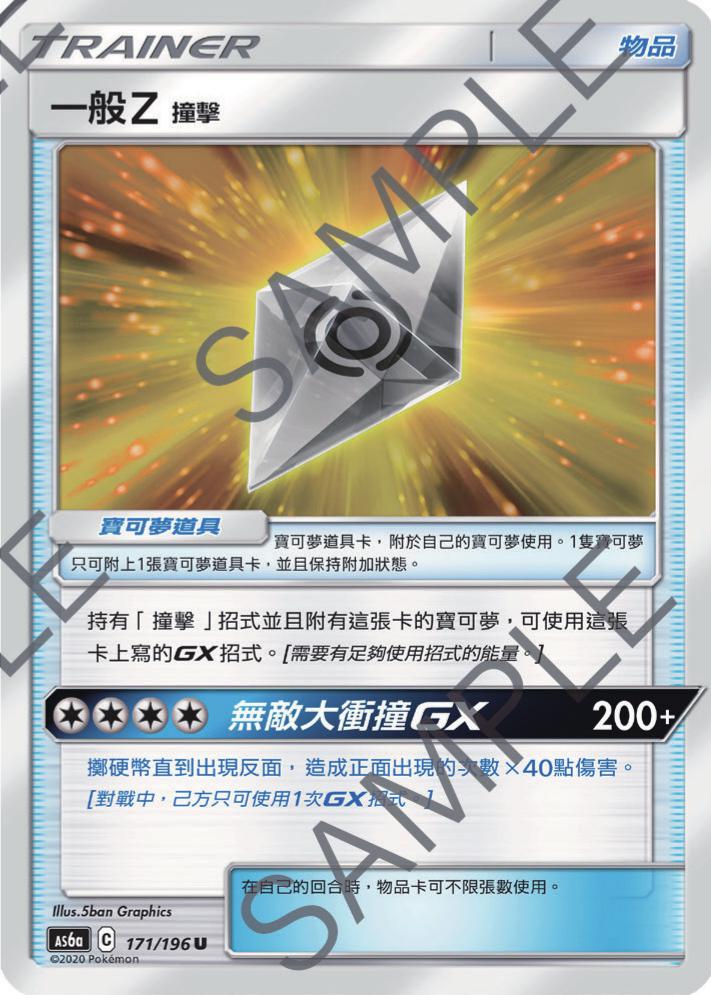 TRAINER
物品
一般Z 撞擊
寶可夢道具
寶可夢道具卡，附於自己的寶可夢使用。1隻寶可夢
只可附上1張寶可夢道具卡，並且保持附加狀態。
持有「撞擊」招式並且附有這張卡的寶可夢，可使用這張
卡上寫的GX招式。[需要有足夠使用招式的能量。]
無敵大衝撞GX 200+
擲硬幣直到出現反面，造成正面出現的次數×40點傷害。
[對戰中，己方只可使用1次GX招式。]
在自己的回合時，物品卡可不限張數使用。
Illus.5ban Graphics
AS6a C 171/196 U
©2020 Pokémon
SAMPLE
SAMPLE
SAMPLE
LE
LE